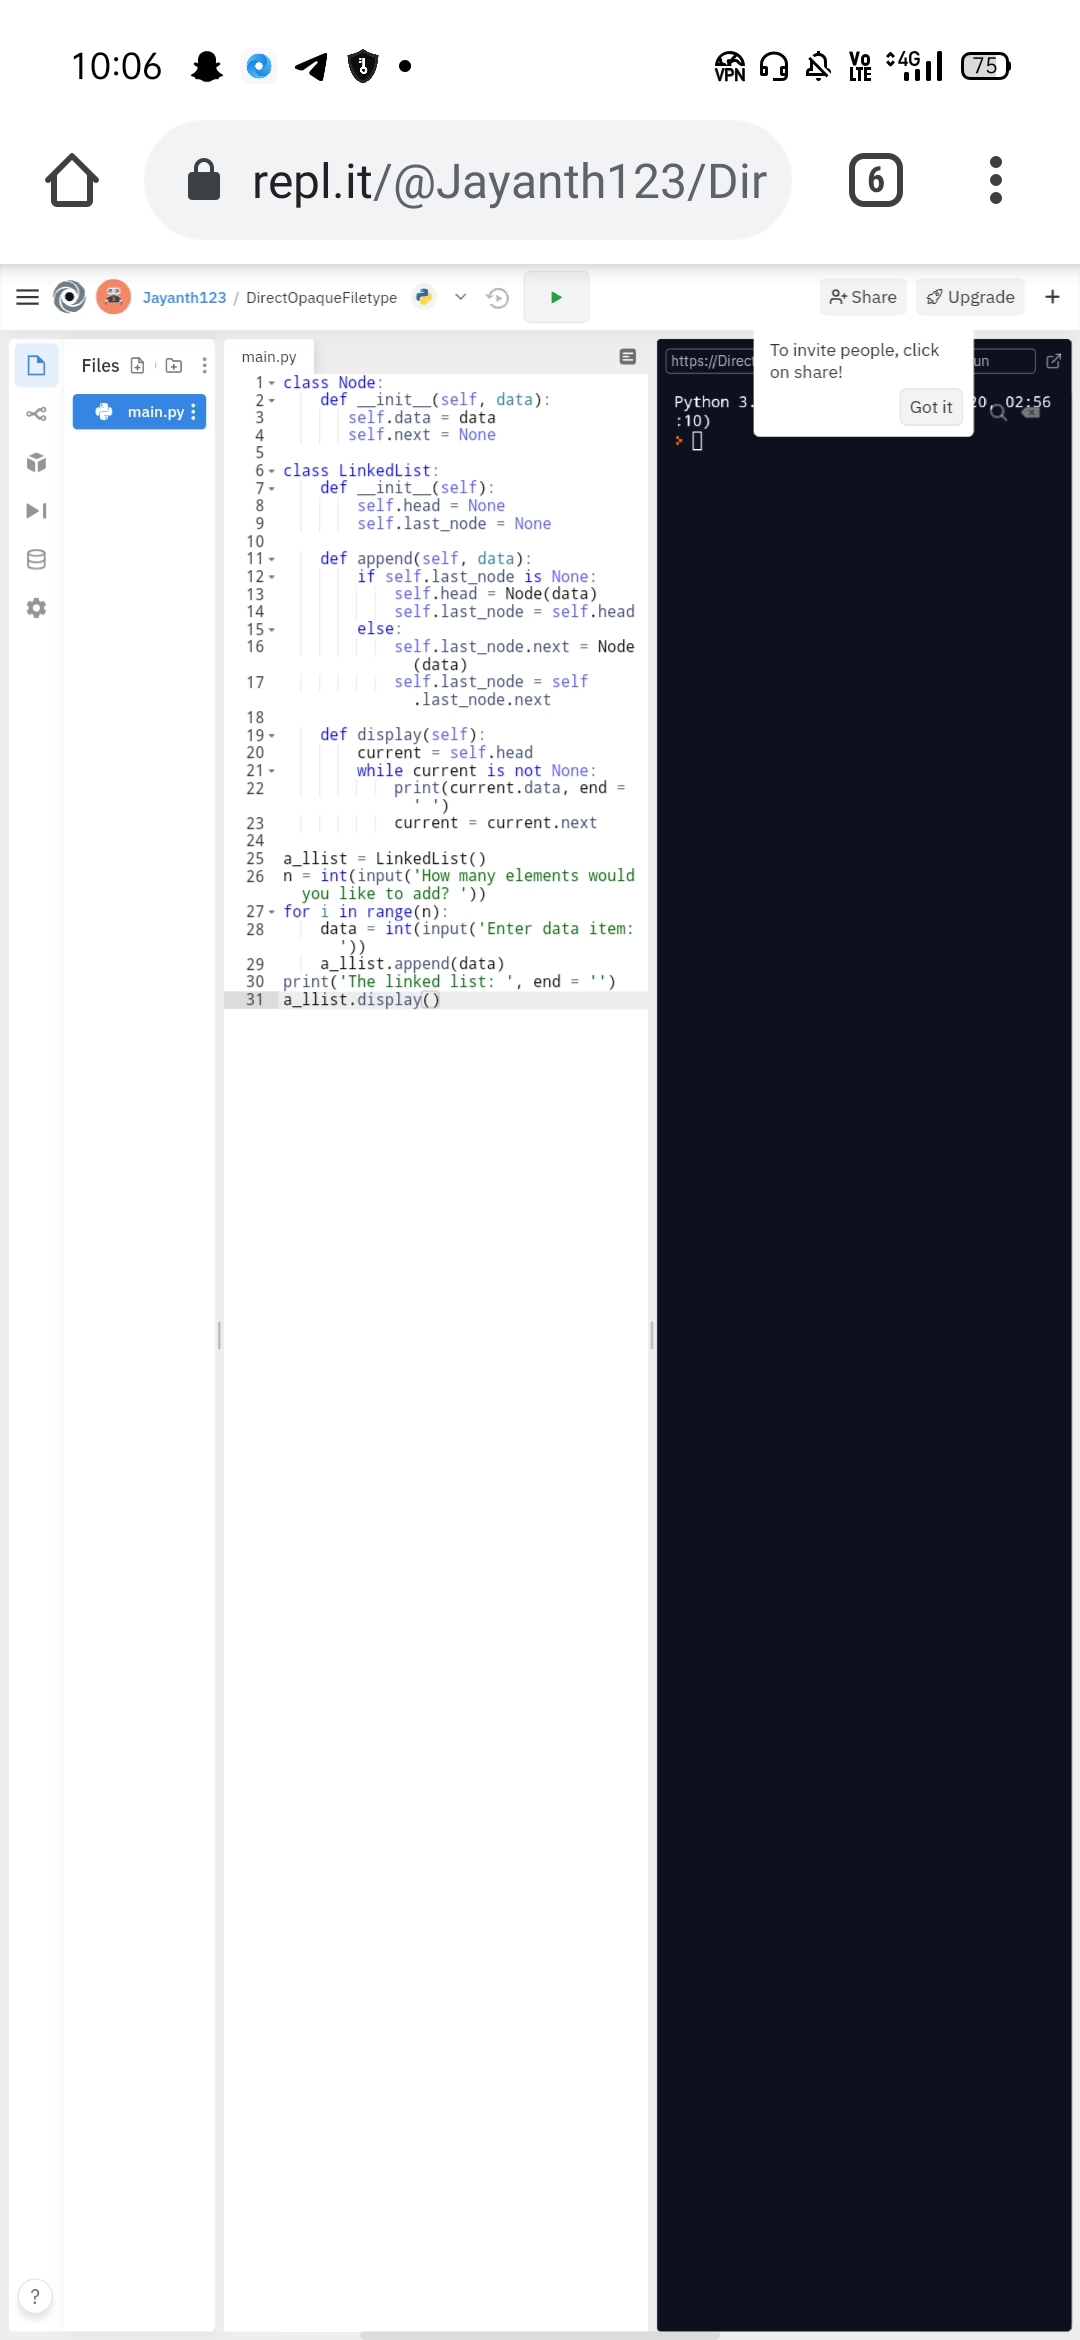 10:06
VPN
Vo
LTE
4G
75
repl.it/@Jayanth123/Dir
6
Jayanth123 / DirectOpaqueFiletype
Share
Upgrade
+
Files
main.py
main.py
1 class Node:
2     def __init__(self, data):
3        self.data = data
4        self.next = None
5
6 class LinkedList:
7     def __init__(self):
8         self.head = None
9         self.last_node = None
10
11     def append(self, data):
12         if self.last_node is None:
13             self.head = Node(data)
14             self.last_node = self.head
15         else:
16             self.last_node.next = Node
(data)
17             self.last_node = self
.last_node.next
18
19     def display(self):
20         current = self.head
21         while current is not None:
22             print(current.data, end =
' ')
23             current = current.next
24
25 a_llist = LinkedList()
26 n = int(input('How many elements would
you like to add? '))
27 for i in range(n):
28     data = int(input('Enter data item:
'))
29     a_llist.append(data)
30 print('The linked list: ', end = '')
31 a_llist.display()
https://Direct
un
To invite people, click
on share!
Got it
Python 3.
20, 02:56
:10)
?